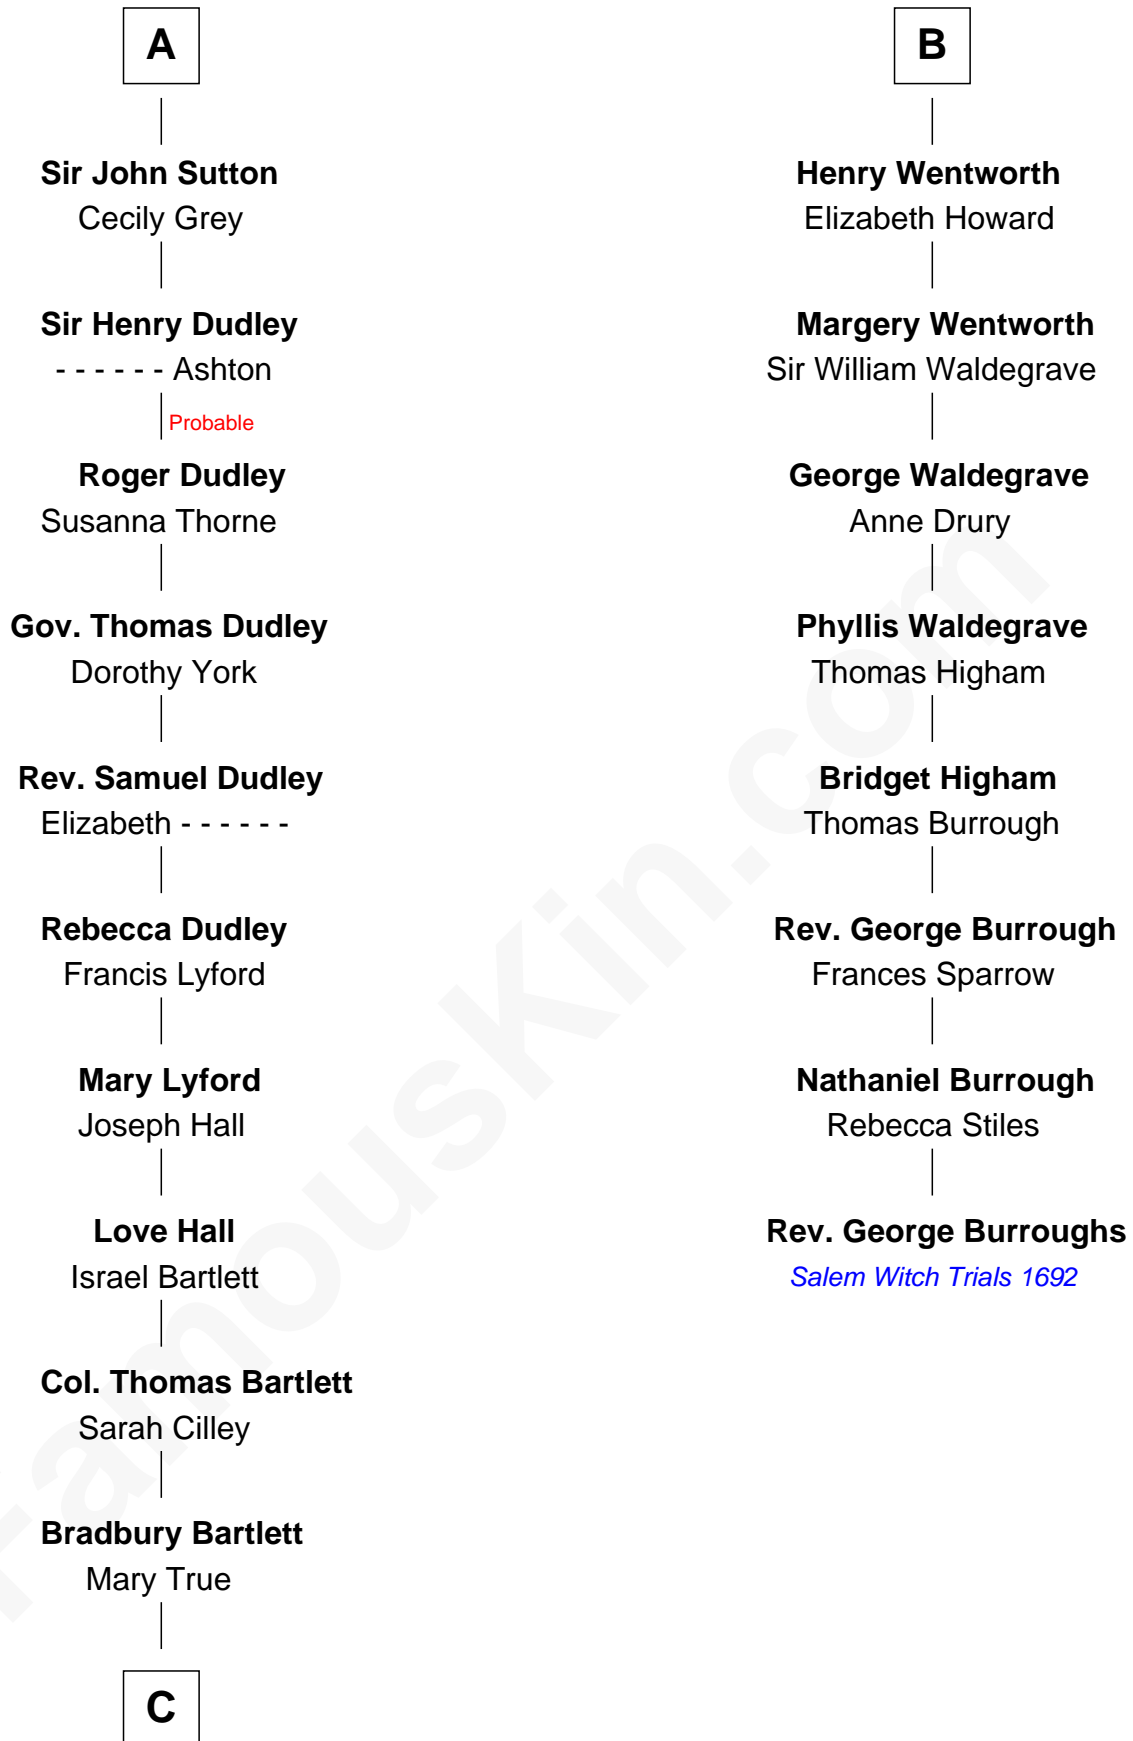 A
Sir John Sutton
Cecily Grey
Sir Henry Dudley
- - - - - - Ashton
Probable
Roger Dudley
Susanna Thorne
Gov. Thomas Dudley
Dorothy York
Rev. Samuel Dudley
Elizabeth - - - - - -
Rebecca Dudley
Francis Lyford
Mary Lyford
Joseph Hall
Love Hall
Israel Bartlett
Col. Thomas Bartlett
Sarah Cilley
Bradbury Bartlett
Mary True
C
B
Henry Wentworth
Elizabeth Howard
Margery Wentworth
Sir William Waldegrave
George Waldegrave
Anne Drury
Phyllis Waldegrave
Thomas Higham
Bridget Higham
Thomas Burrough
Rev. George Burrough
Frances Sparrow
Nathaniel Burrough
Rebecca Stiles
Rev. George Burroughs
Salem Witch Trials 1692
FamousKin.com